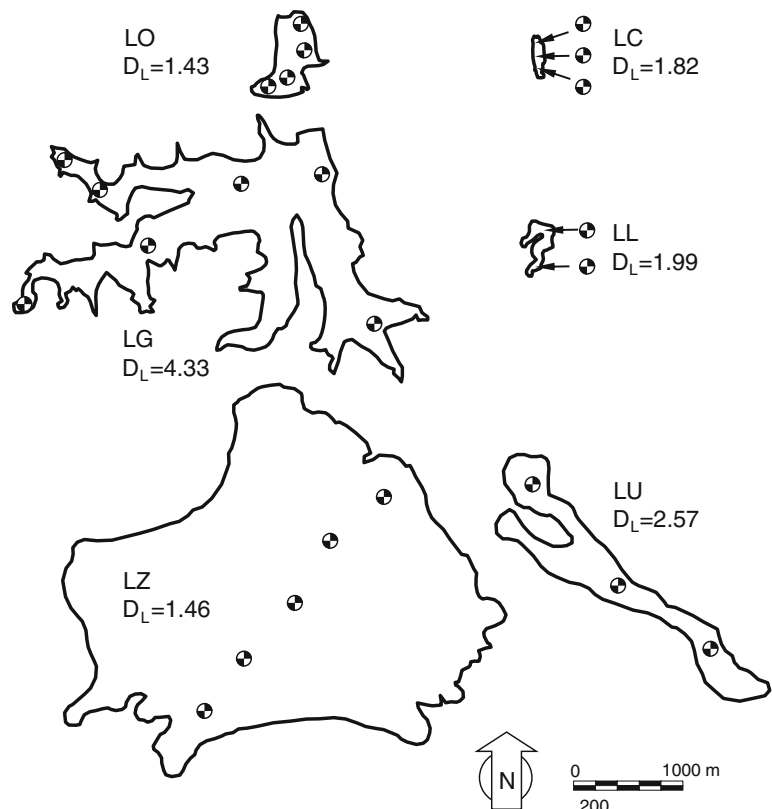 LO
D_L=1.43
LC
D_L=1.82
LL
D_L=1.99
LG
D_L=4.33
LU
D_L=2.57
LZ
D_L=1.46
N
0 1000 m
200